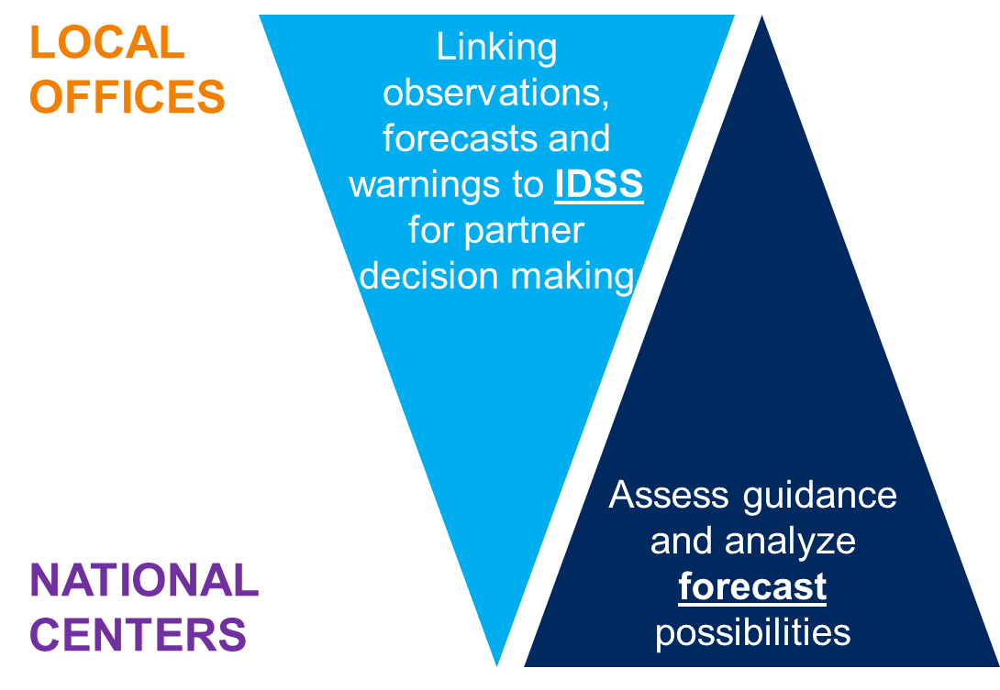 LOCAL
OFFICES
Linking
observations,
forecasts and
warnings to IDSS
for partner
decision making
NATIONAL
CENTERS
Assess guidance
and analyze
forecast
possibilities